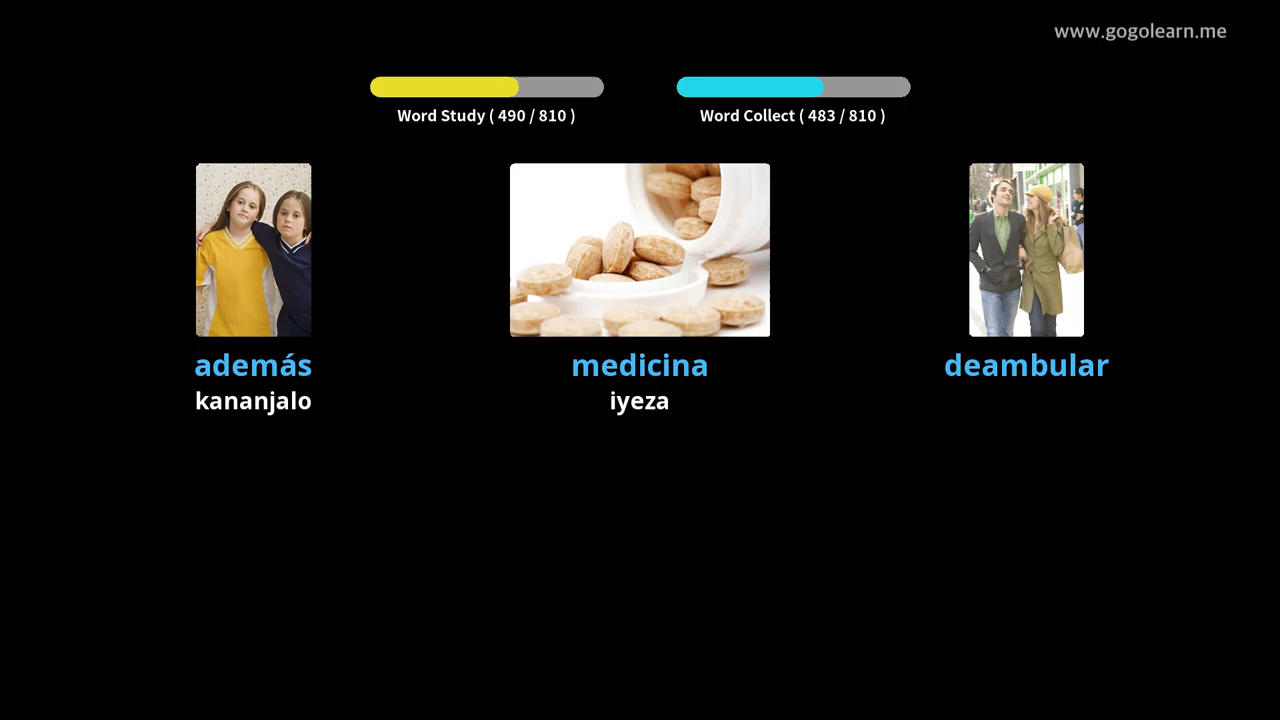 www.gogolearn.me
Word Study ( 490 / 810 )
Word Collect ( 483 / 810 )
además
kananjalo
medicina
iyeza
deambular